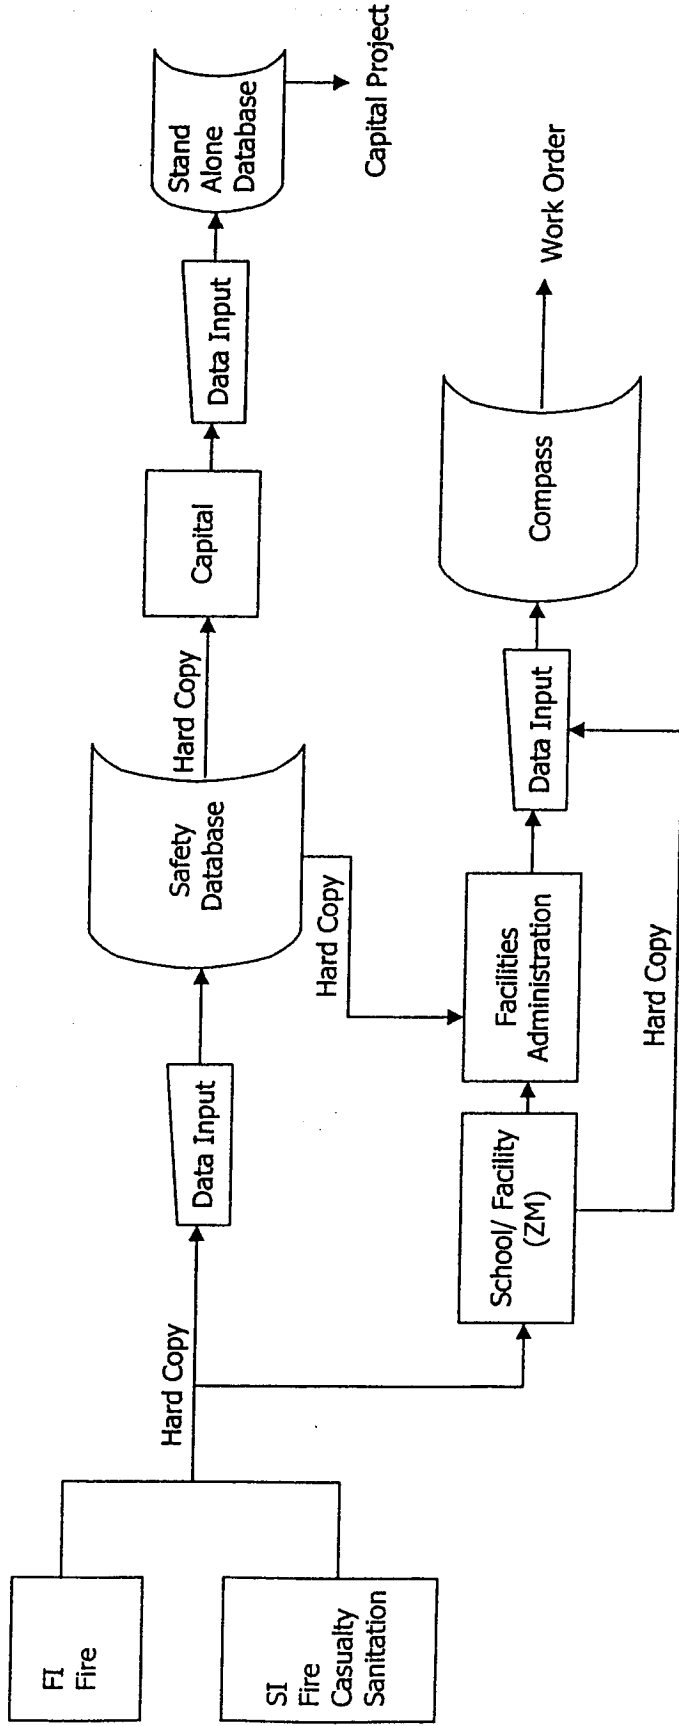 FI
Fire
SI
Fire
Casualty
Sanitation
Hard Copy
Data Input
Safety
Database
Hard Copy
Capital
Data Input
Stand
Alone
Database
Capital Project
Hard Copy
School/ Facility
(ZM)
Facilities
Administration
Data Input
Compass
Work Order
Hard Copy